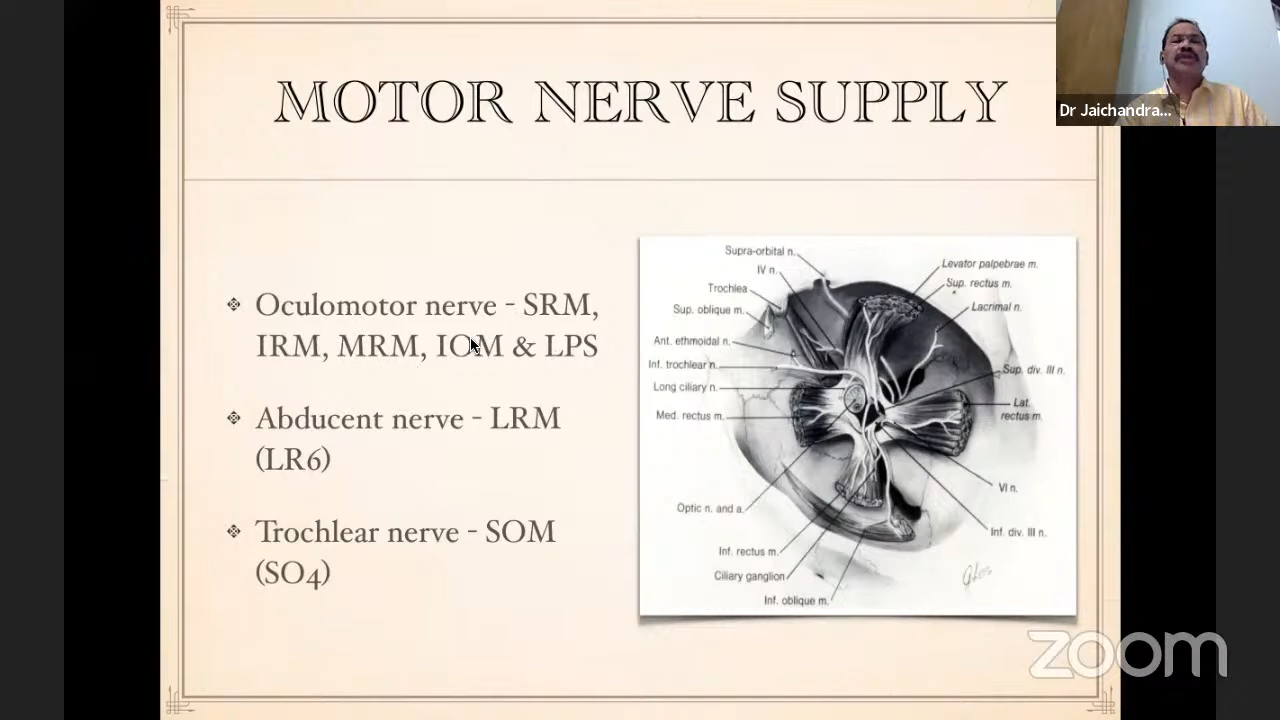 MOTOR NERVE SUPPLY
Dr Jaichandra...
Oculomotor nerve - SRM,
IRM, MRM, IOM & LPS
Abducent nerve - LRM
(LR6)
Trochlear nerve - SOM
(SO4)
Supra-orbital n.
IV n.
Trochlea
Sup. oblique m.
Ant. ethmoidal n.
Inf. trochlear n.
Long ciliary n.
Med. rectus m.
Optic n. and a.
Inf. rectus m.
Ciliary ganglion
Inf. oblique m.
Levator palpebrae m.
Sup. rectus m.
Lacrimal n.
Sup. div. III n.
Lat.
rectus m.
VI n.
Inf. div. III n.
zoom